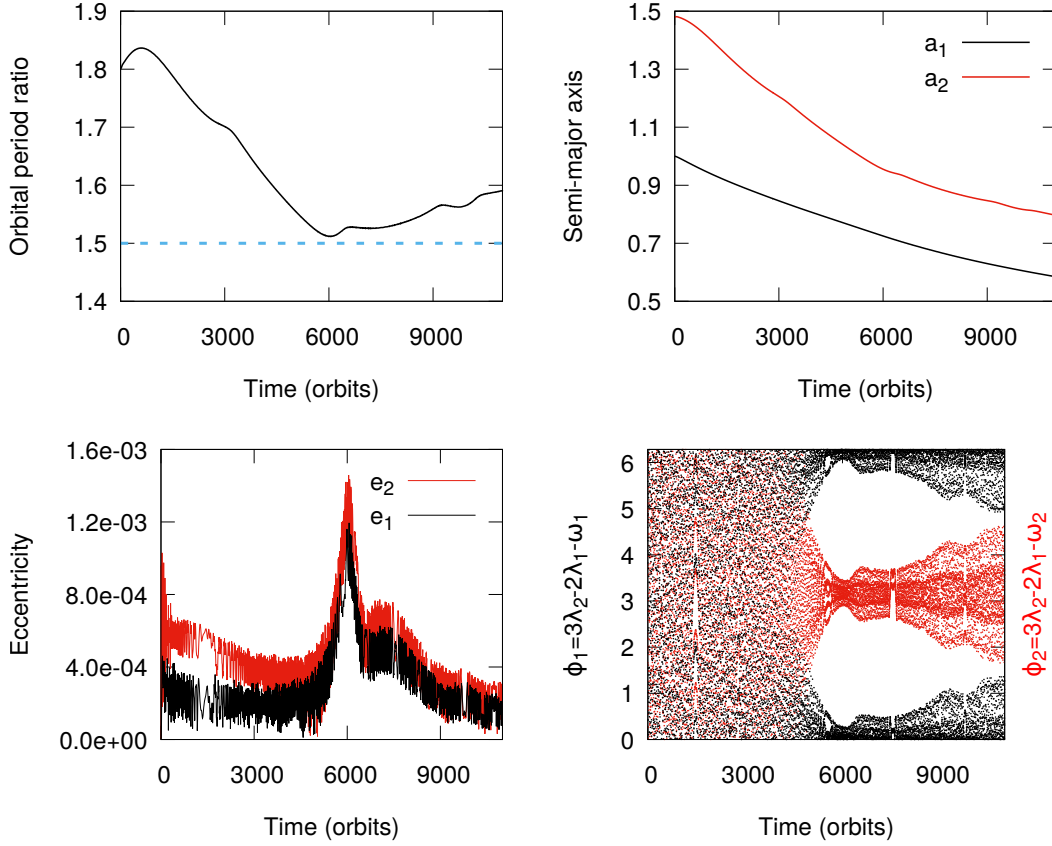 Orbital period ratio
1.9
1.8
1.7
1.6
1.5
1.4
0 3000 6000 9000
Time (orbits)
Semi-major axis
1.5
1.3
1.1
0.9
0.7
0.5
a1
a2
0 3000 6000 9000
Time (orbits)
Eccentricity
1.6e-03
1.2e-03
8.0e-04
4.0e-04
0.0e+00
e2
e1
0 3000 6000 9000
Time (orbits)
ϕ1=3λ2-2λ1-ω1
6
5
4
3
2
1
0
ϕ2=3λ2-2λ1-ω2
0 3000 6000 9000
Time (orbits)